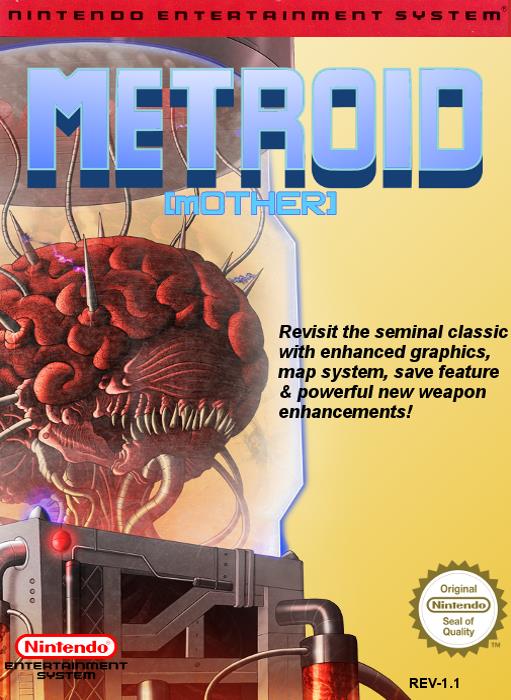 NINTENDO ENTERTAINMENT SYSTEM®
METROID
[mOTHER]
Revisit the seminal classic
with enhanced graphics,
map system, save feature
& powerful new weapon
enhancements!
Original
Nintendo
Seal of
Quality
TM
Nintendo®
ENTERTAINMENT
SYSTEM
REV-1.1